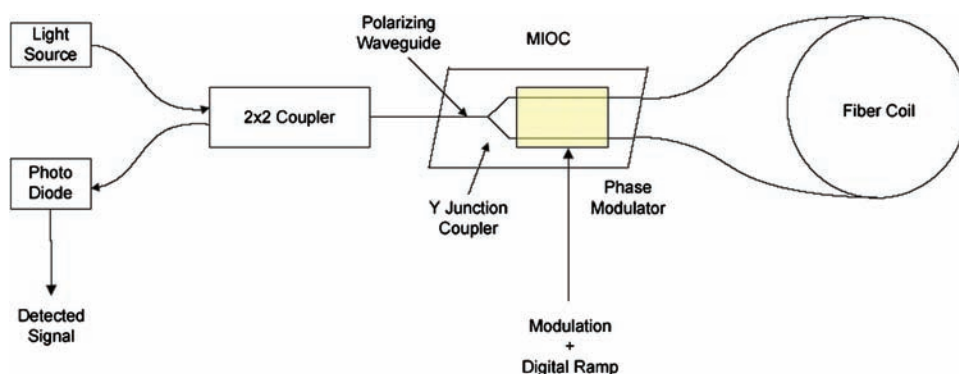 Light
Source
Polarizing
Waveguide
MIOC
2x2 Coupler
Fiber Coil
Photo
Diode
Y Junction
Coupler
Phase
Modulator
Detected
Signal
Modulation
+
Digital Ramp